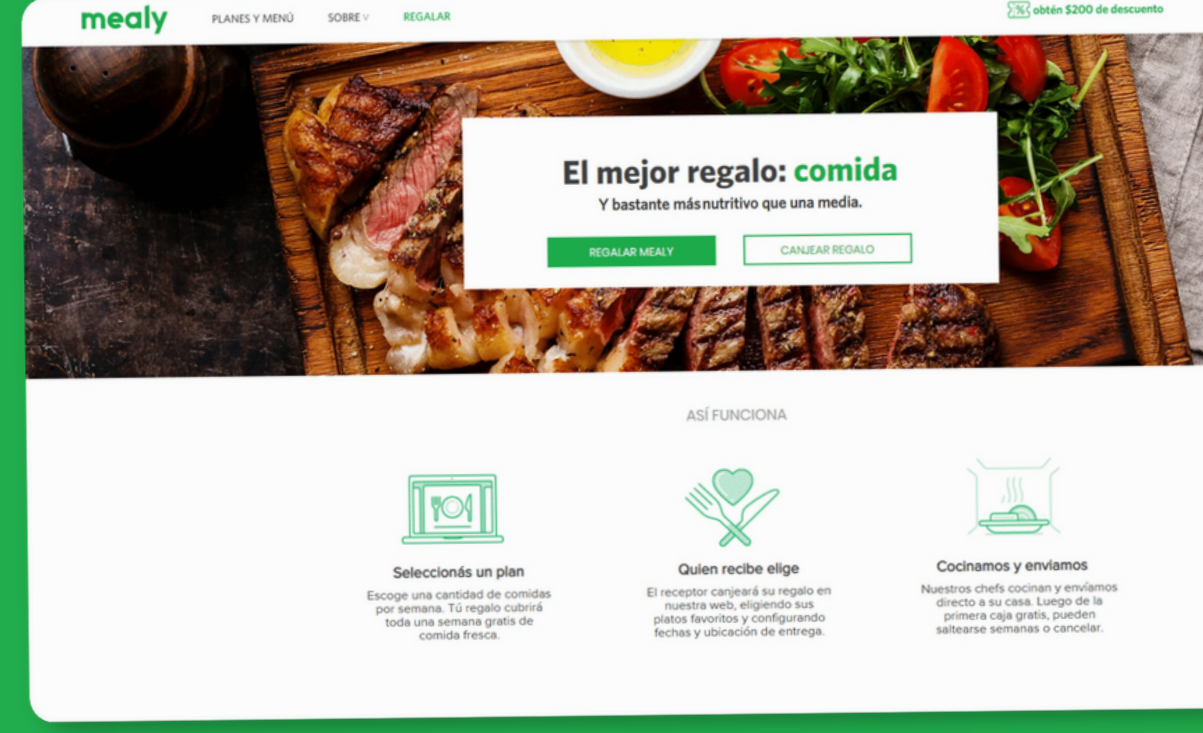 mealy
PLANES Y MENÚ
SOBRE
REGALAR
obtén $200 de descuento
El mejor regalo: comida
Y bastante más nutritivo que una media.
REGALAR MEALY
CANJEAR REGALO
ASÍ FUNCIONA
Seleccionás un plan
Escoge una cantidad de comidas
por semana. Tú regalo cubrirá
toda una semana gratis de
comida fresca.
Quien recibe elige
El receptor canjeará su regalo en
nuestra web, eligiendo sus
platos favoritos y configurando
fechas y ubicación de entrega.
Cocinamos y enviamos
Nuestros chefs cocinan y envíamos
directo a su casa. Luego de la
primera caja gratis, pueden
saltearse semanas o cancelar.